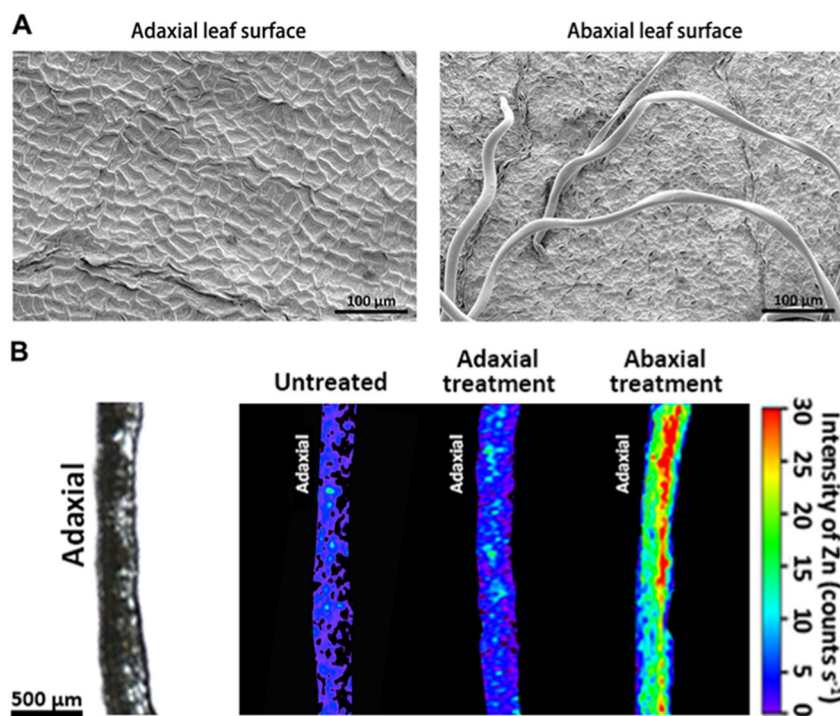 A
Adaxial leaf surface
Abaxial leaf surface
100 µm
100 µm
B
Untreated
Adaxial
treatment
Abaxial
treatment
Adaxial
Adaxial
Adaxial
Adaxial
500 µm
30
25
20
15
10
5
0
Intensity of Zn (counts s⁻¹)